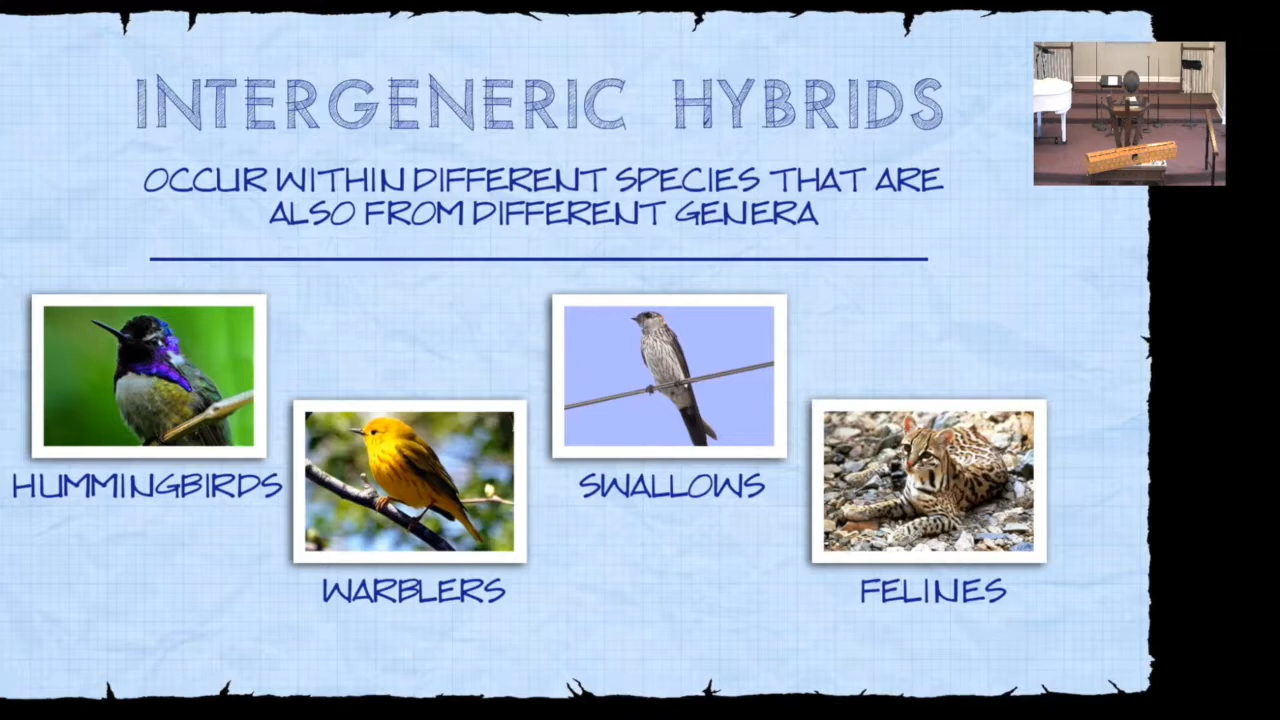 INTERGENERIC HYBRIDS
OCCUR WITHIN DIFFERENT SPECIES THAT ARE
ALSO FROM DIFFERENT GENERA
HUMMINGBIRDS
WARBLERS
SWALLOWS
FELINES